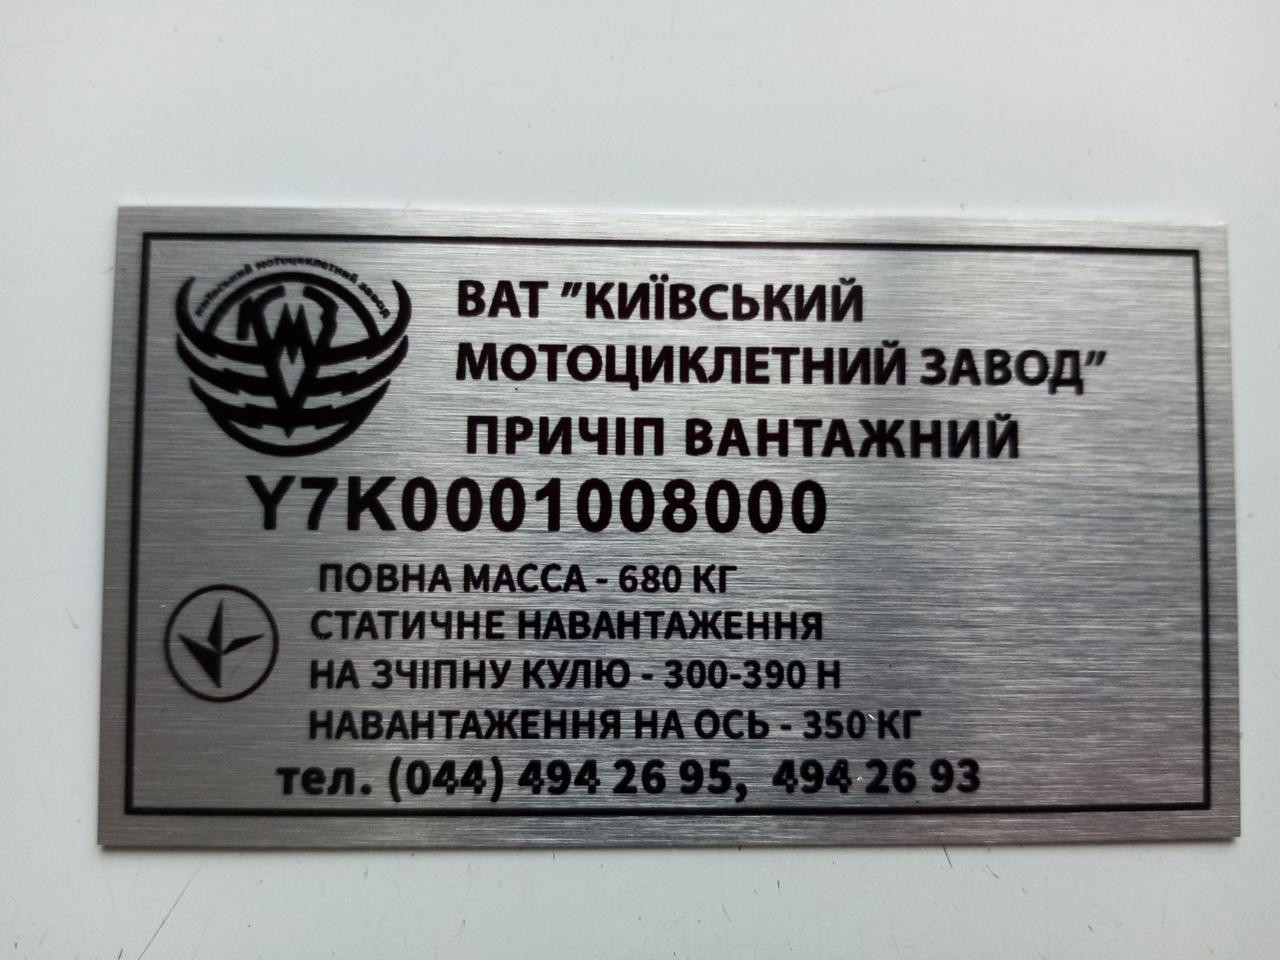 київський мотоциклетний завод
КМЗ
ВАТ "КИЇВСЬКИЙ
МОТОЦИКЛЕТНИЙ ЗАВОД"
ПРИЧІП ВАНТАЖНИЙ
Y7K0001008000
ПОВНА МАССА - 680 КГ
СТАТИЧНЕ НАВАНТАЖЕННЯ
НА ЗЧІПНУ КУЛЮ - 300-390 Н
НАВАНТАЖЕННЯ НА ОСЬ - 350 КГ
тел. (044) 494 26 95, 494 26 93